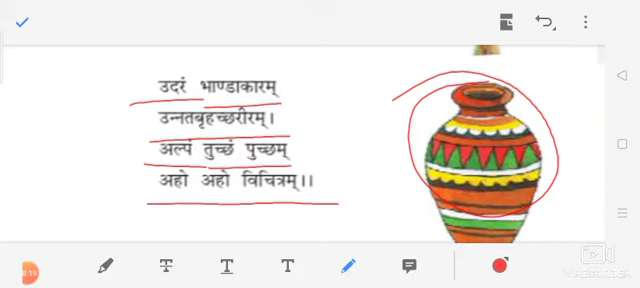 उदरं भाण्डाकारम्
उन्नतबृहच्छरीरम्।
अल्पं तुच्छं पुच्छम्
अहो अहो विचित्रम्।।
T T T